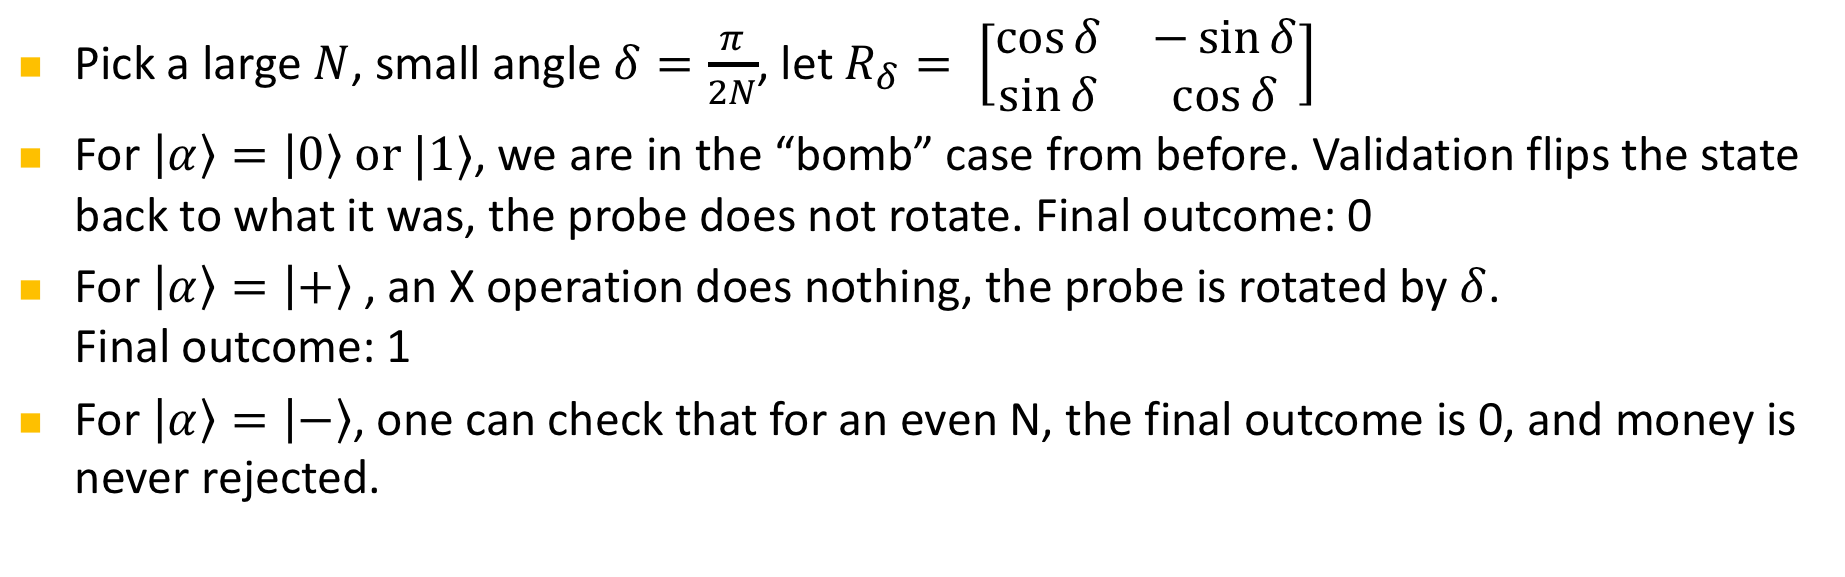 ▪ Pick a large N, small angle δ = π/2N, let R_δ = [cos δ − sin δ; sin δ cos δ]
▪ For |α⟩ = |0⟩ or |1⟩, we are in the “bomb” case from before. Validation flips the state
back to what it was, the probe does not rotate. Final outcome: 0
▪ For |α⟩ = |+⟩ , an X operation does nothing, the probe is rotated by δ.
Final outcome: 1
▪ For |α⟩ = |−⟩, one can check that for an even N, the final outcome is 0, and money is
never rejected.